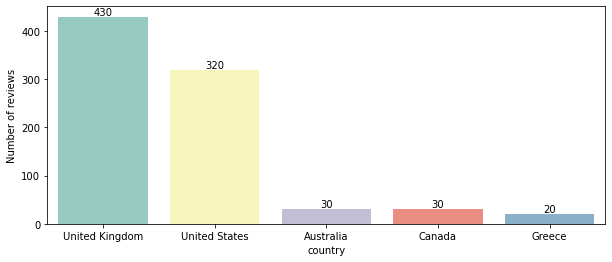 Number of reviews
400
300
200
100
0
430
320
30
30
20
United Kingdom
United States
Australia
Canada
Greece
country